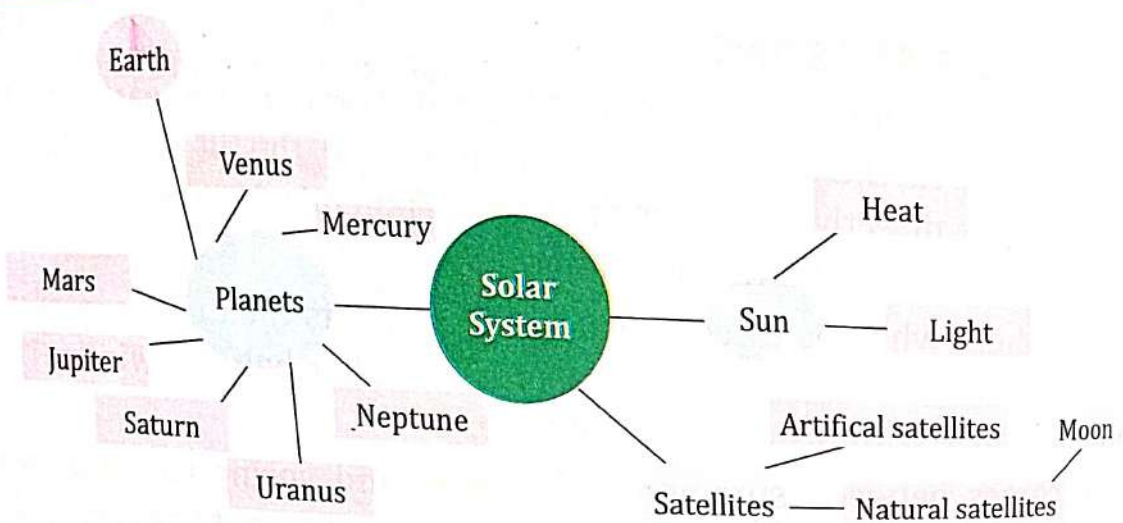 Earth
Venus
Mercury
Heat
Mars
Planets
Solar
System
Sun
Light
Jupiter
Saturn
Neptune
Artifical satellites
Moon
Uranus
Satellites
Natural satellites